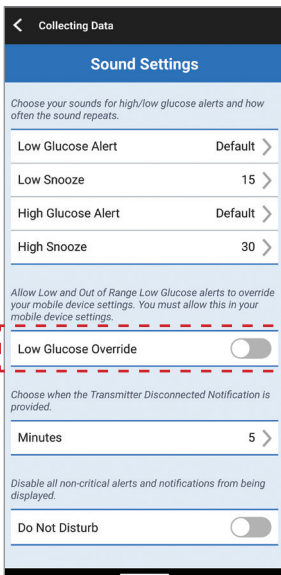 Collecting Data
Sound Settings
Choose your sounds for high/low glucose alerts and how
often the sound repeats.
Low Glucose Alert Default
Low Snooze 15
High Glucose Alert Default
High Snooze 30
Allow Low and Out of Range Low Glucose alerts to override
your mobile device settings. You must allow this in your
mobile device settings.
Low Glucose Override
Choose when the Transmitter Disconnected Notification is
provided.
Minutes 5
Disable all non-critical alerts and notifications from being
displayed.
Do Not Disturb